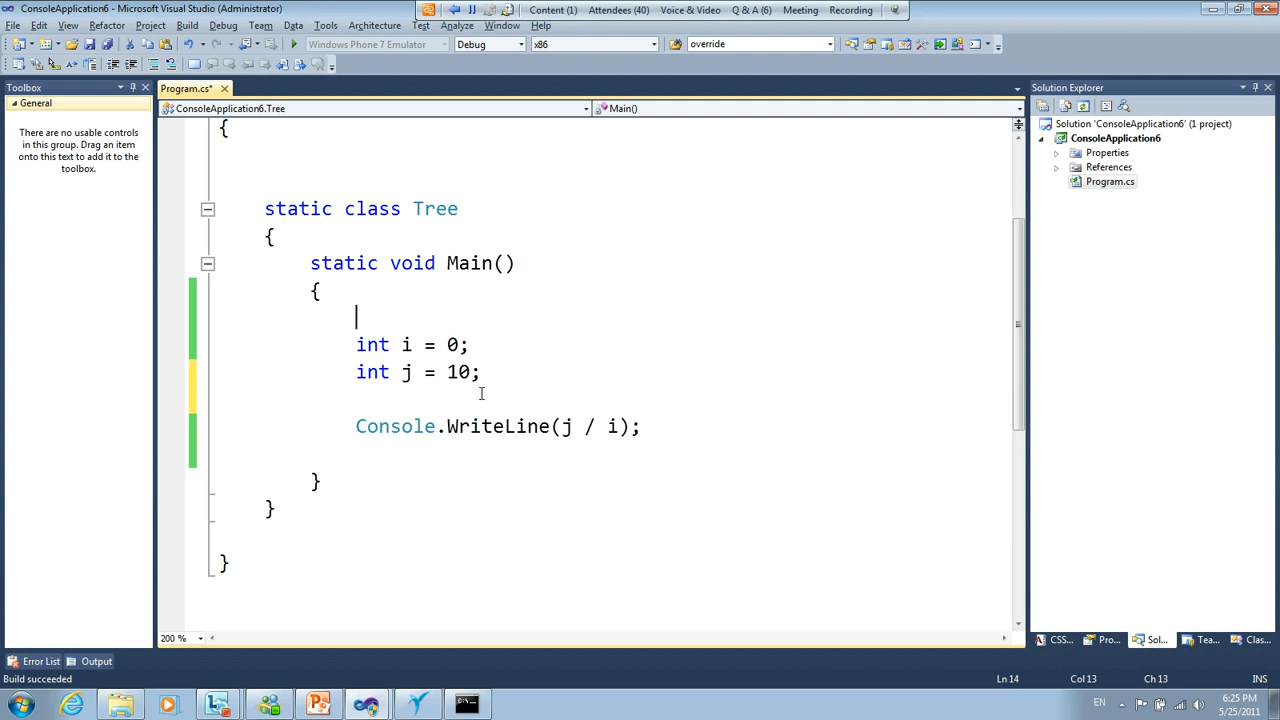 ConsoleApplication6 - Microsoft Visual Studio (Administrator)
Content (1) Attendees (40) Voice & Video Q & A (6) Meeting Recording
File Edit View Refactor Project Build Debug Team Data Tools Architecture Test Analyze Window Help
Windows Phone 7 Emulator Debug x86 override
Toolbox
General
There are no usable controls
in this group. Drag an item
onto this text to add it to the
toolbox.
Program.cs*
ConsoleApplication6.Tree
Main()
{
static class Tree
{
static void Main()
{
int i = 0;
int j = 10;
Console.WriteLine(j / i);
}
}
}
200 %
Solution Explorer
Solution 'ConsoleApplication6' (1 project)
ConsoleApplication6
Properties
References
Program.cs
CSS... Pro... Sol... Tea... Clas...
Error List Output
Build succeeded
Ln 14 Col 13 Ch 13 INS
EN
6:25 PM
5/25/2011